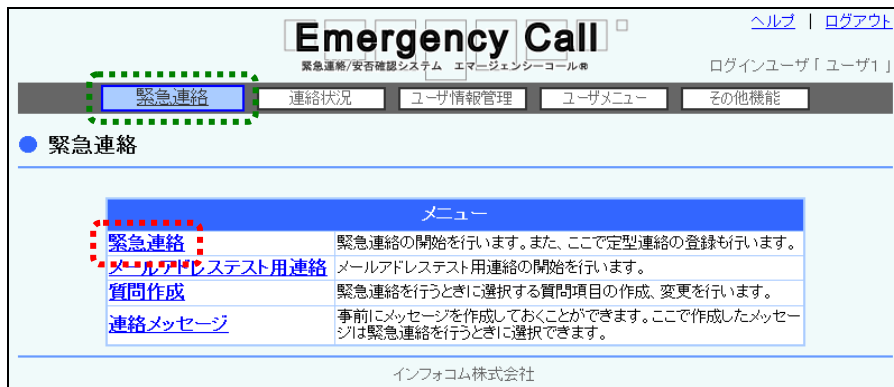 ヘルプ | ログアウト
Emergency Call
緊急連絡/安否確認システム エマージェンシーコール®
ログインユーザ「 ユーザ1 」
緊急連絡 連絡状況 ユーザ情報管理 ユーザメニュー その他機能
緊急連絡
メニュー
緊急連絡 緊急連絡の開始を行います。また、ここで定型連絡の登録も行います。
メールアドレステスト用連絡 メールアドレステスト用連絡の開始を行います。
質問作成 緊急連絡を行うときに選択する質問項目の作成、変更を行います。
連絡メッセージ 事前にメッセージを作成しておくことができます。ここで作成したメッセー
ジは緊急連絡を行うときに選択できます。
インフォコム株式会社